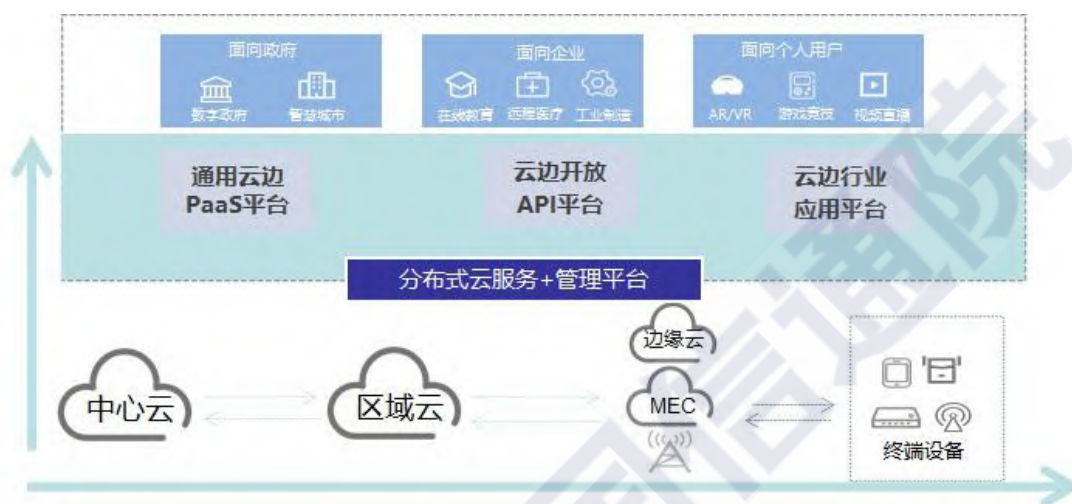 面向政府
数字政府
智慧城市
面向企业
在线教育
远程医疗
工业制造
面向个人用户
AR/VR
游戏竞技
视频直播
通用云边
PaaS平台
云边开放
API平台
云边行业
应用平台
分布式云服务+管理平台
中心云
区域云
边缘云
MEC
终端设备
信通院